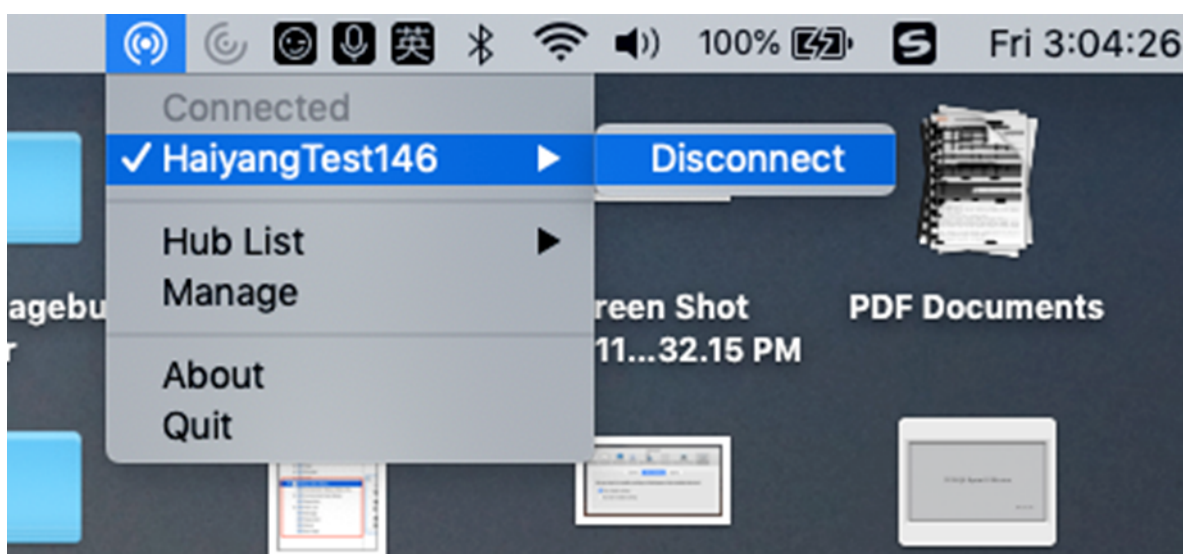 英 100% S Fri 3:04:26
Connected
HaiyangTest146 Disconnect
Hub List
Manage
agebu reen Shot PDF Documents
r 11...32.15 PM
About
Quit